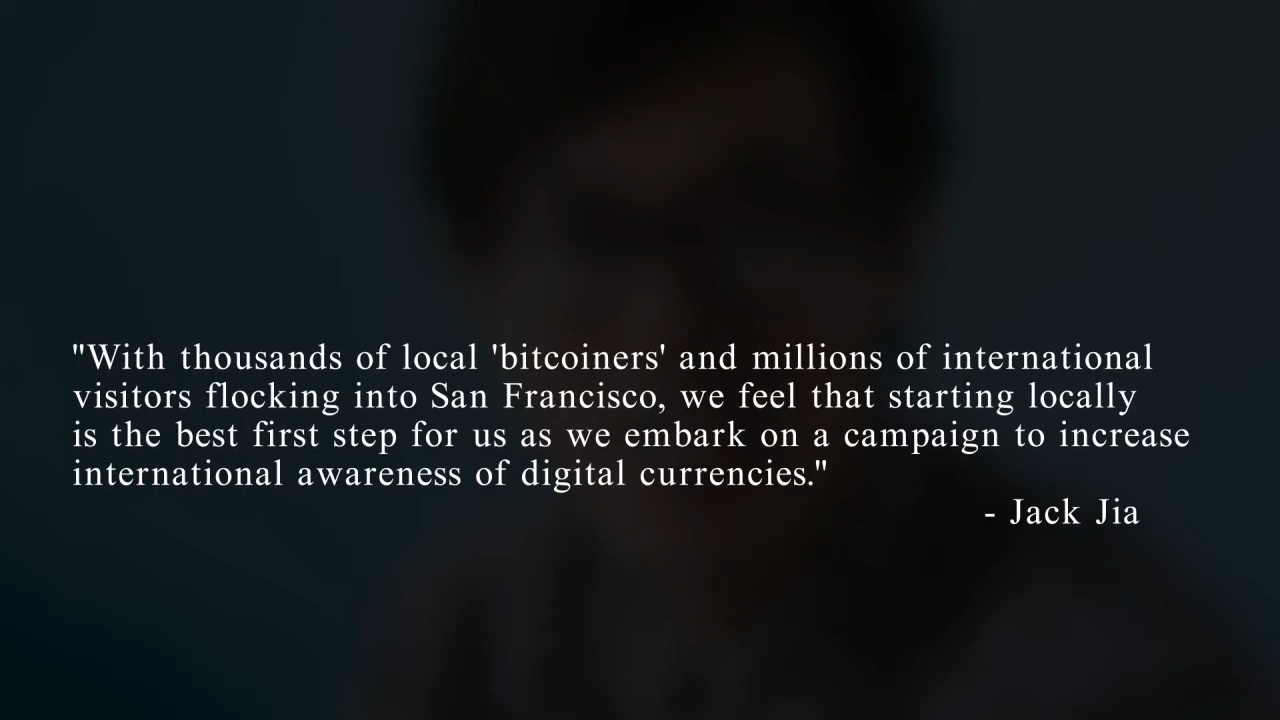 "With thousands of local 'bitcoiners' and millions of international
visitors flocking into San Francisco, we feel that starting locally
is the best first step for us as we embark on a campaign to increase
international awareness of digital currencies."
- Jack Jia